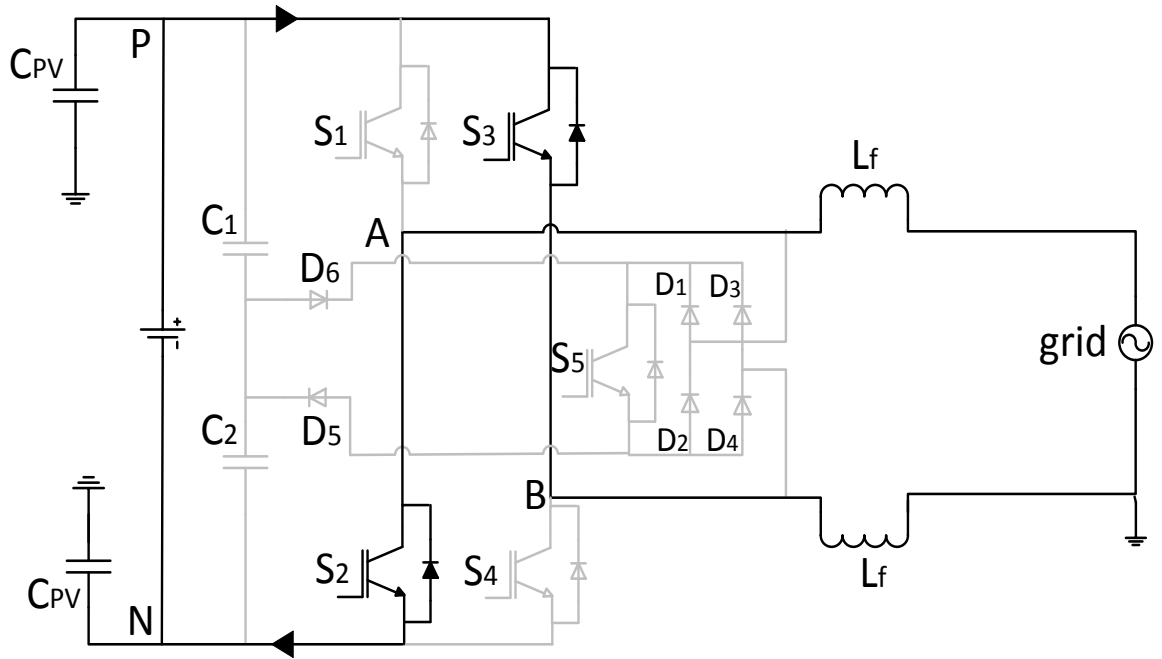 P
CPV
S1
S3
Lf
C1
A
D6
D1
D3
+
-
S5
grid
D5
C2
D2
D4
B
S2
S4
Lf
CPV
N